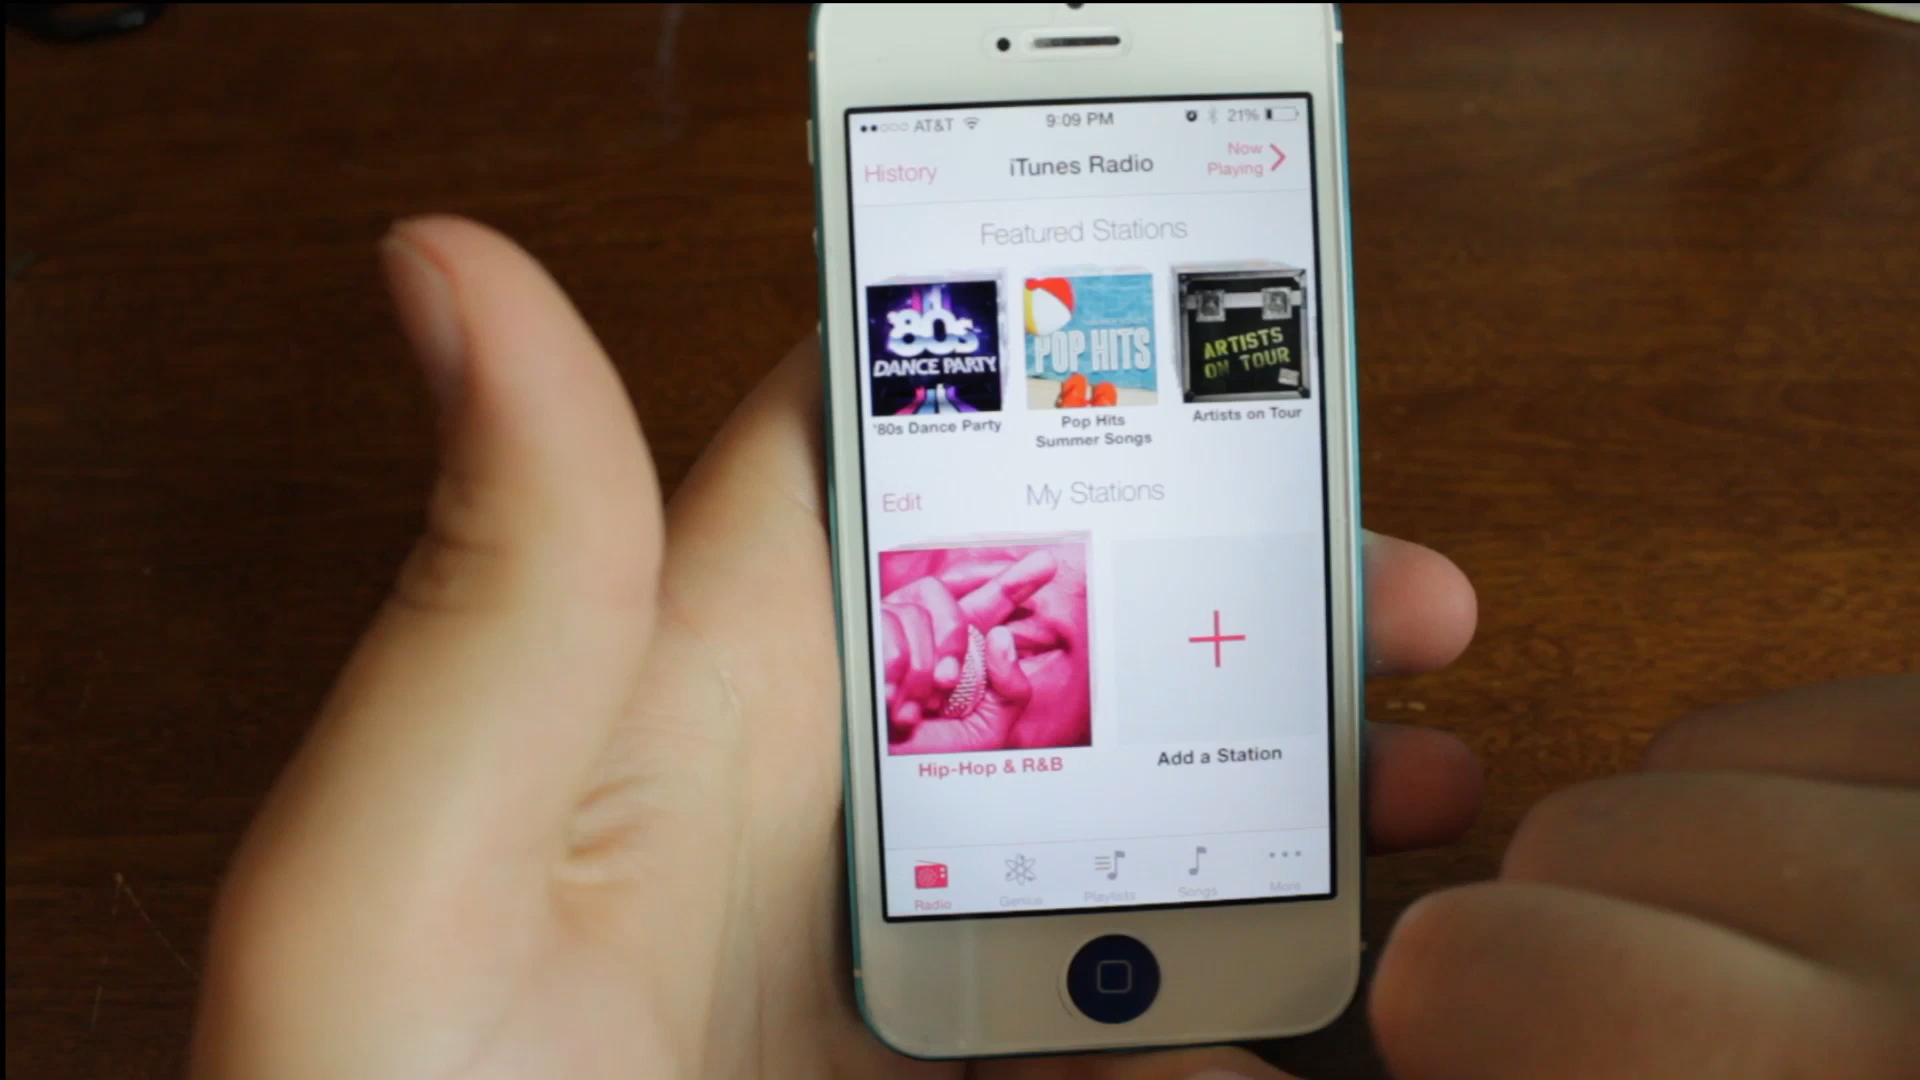 AT&T 9:09 PM 21%
History iTunes Radio Now Playing
Featured Stations
'80s DANCE PARTY
POP HITS
ARTISTS ON TOUR
'80s Dance Party
Pop Hits
Summer Songs
Artists on Tour
Edit My Stations
Hip-Hop & R&B
Add a Station
Radio Genius Playlists Songs More